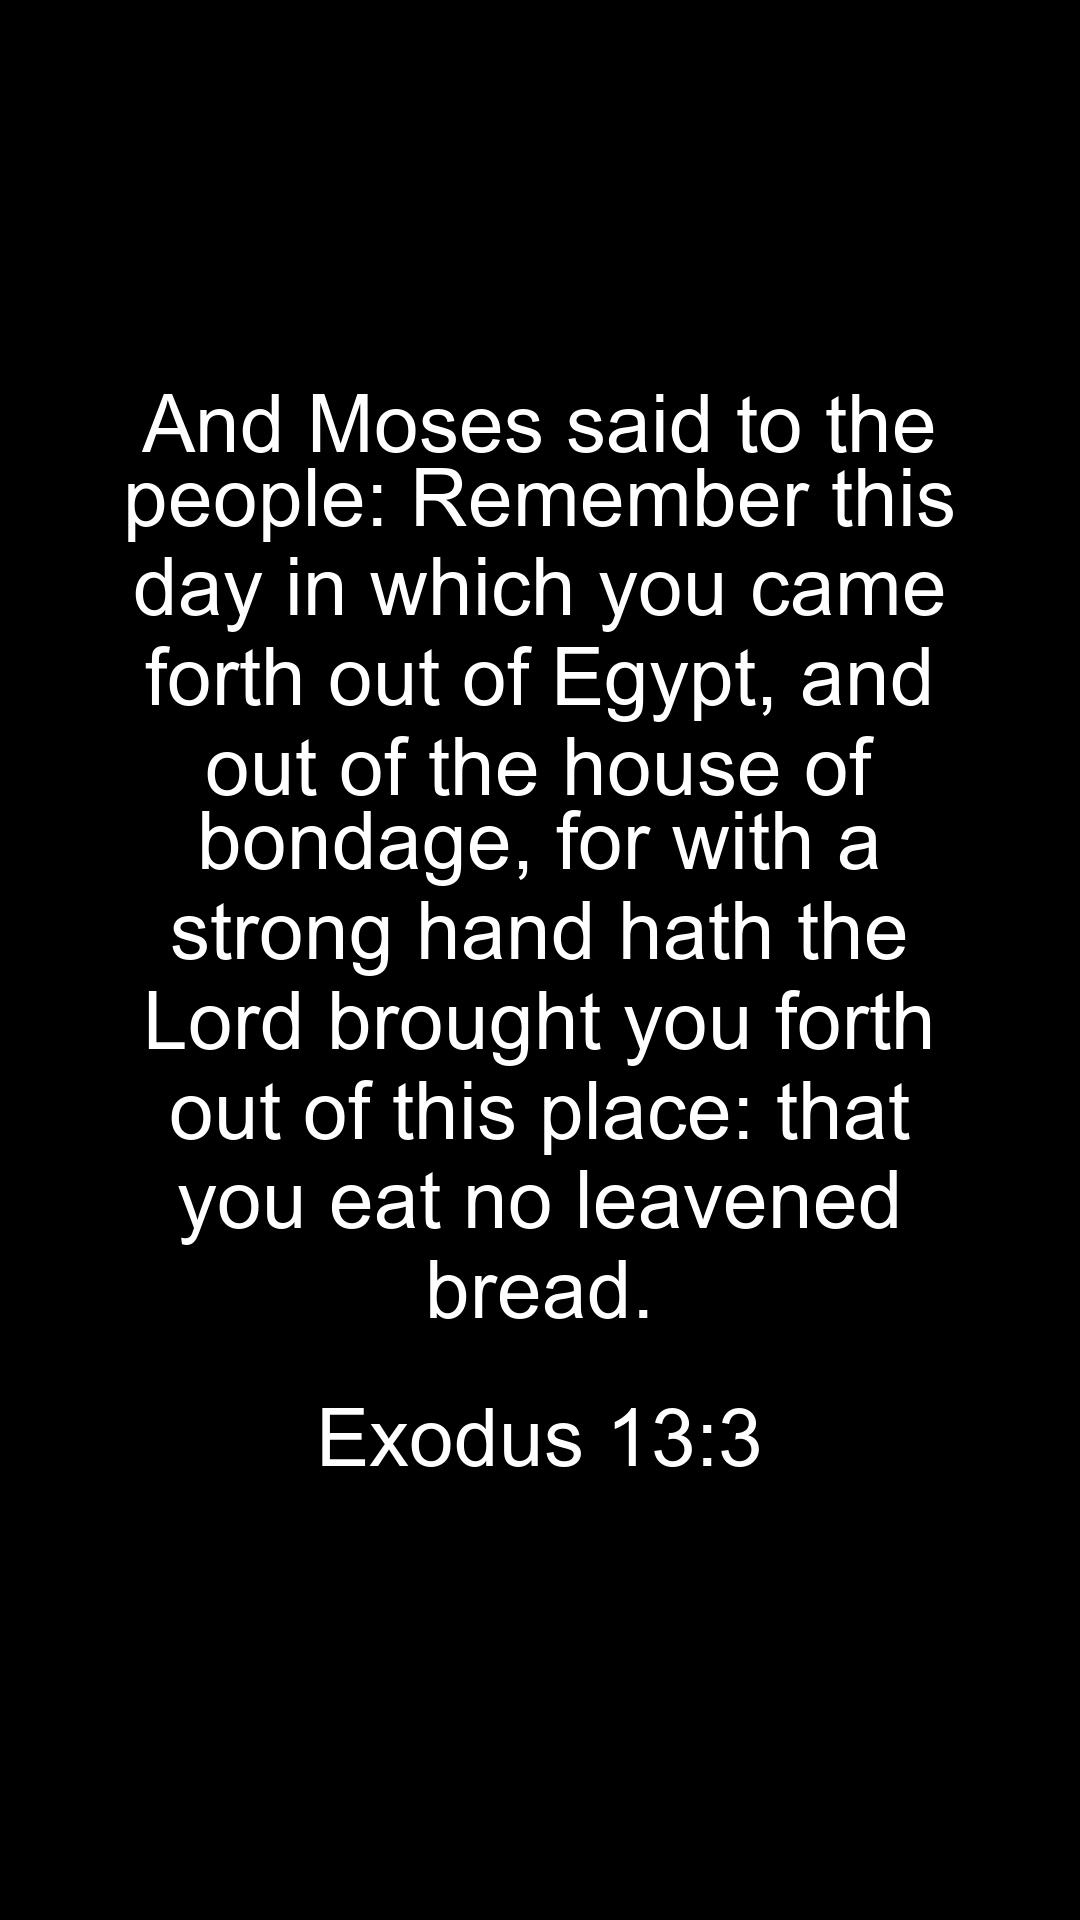 And Moses said to the
people: Remember this
day in which you came
forth out of Egypt, and
out of the house of
bondage, for with a
strong hand hath the
Lord brought you forth
out of this place: that
you eat no leavened
bread.
Exodus 13:3